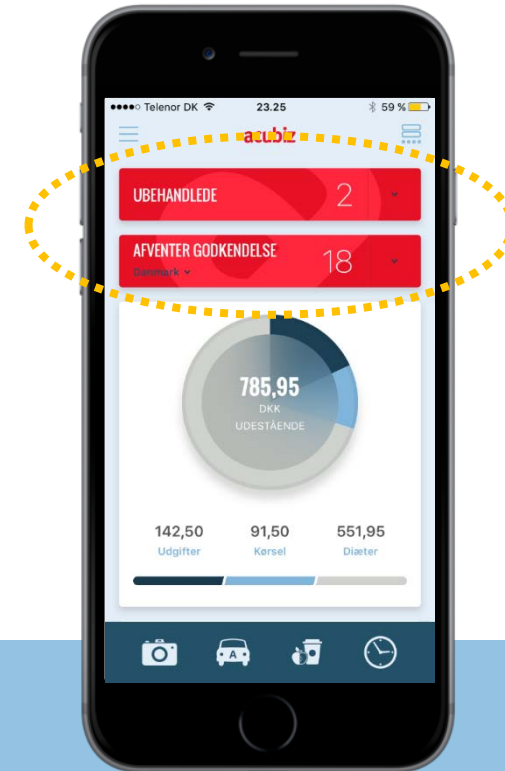 Telenor DK 23.25 59 %
acubiz
UBEHANDLEDE 2
AFVENTER GODKENDELSE 18
Danmark
785,95
DKK
UDESTÅENDE
142,50 91,50 551,95
Udgifter Kørsel Diæter
A